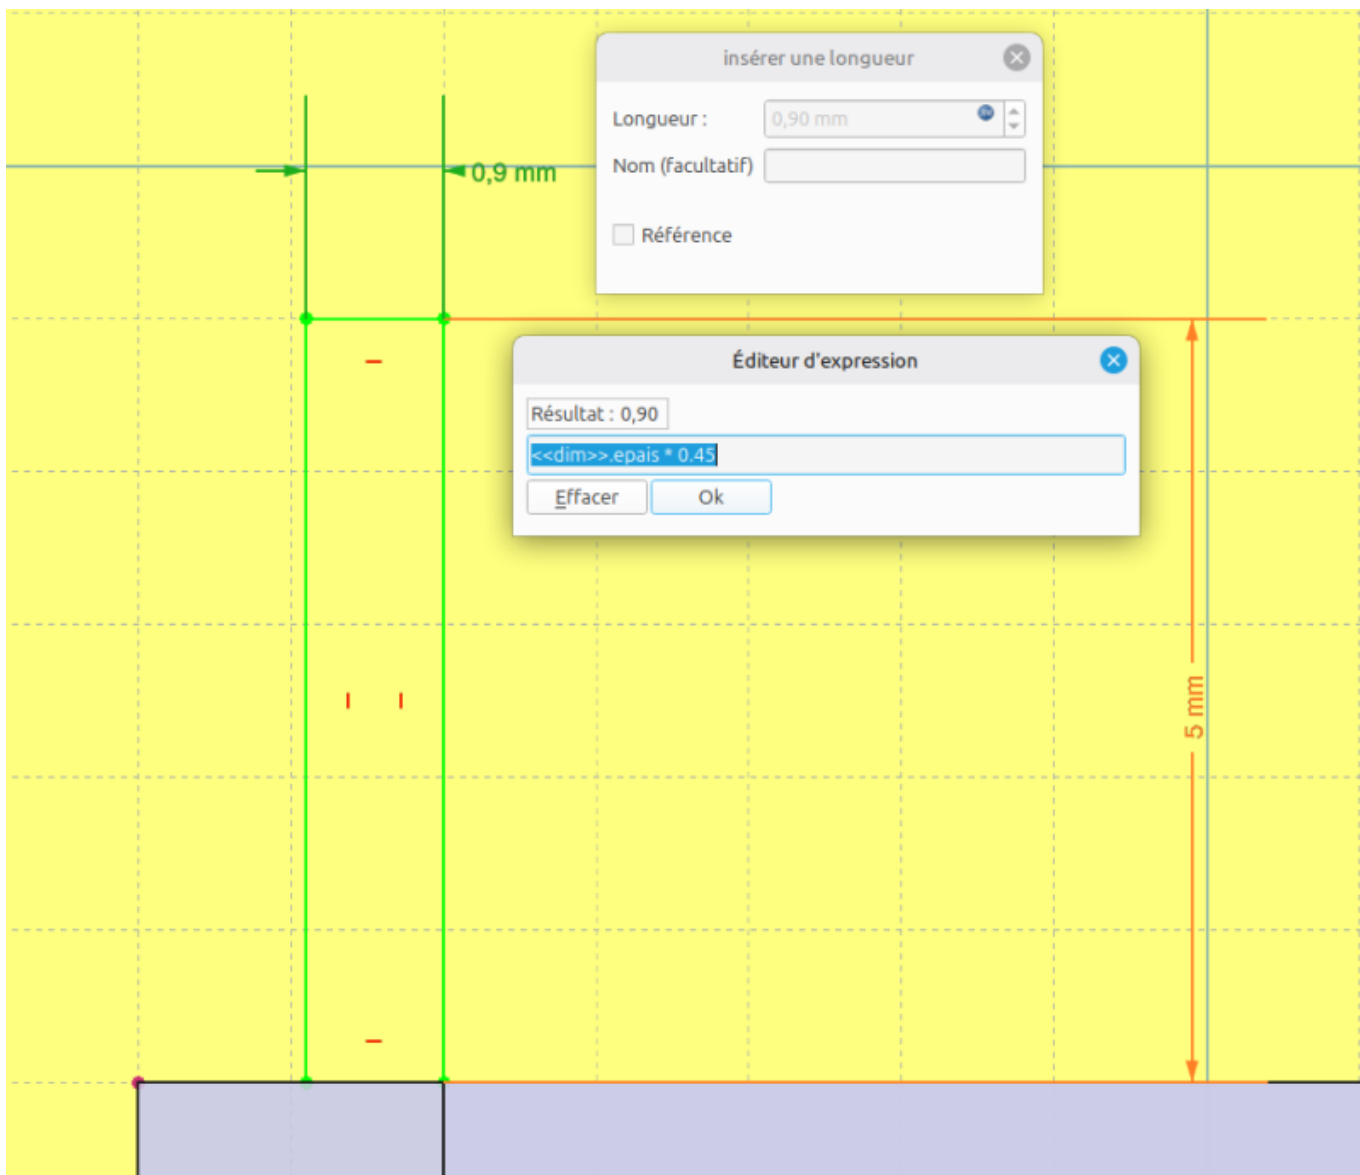 insérer une longueur
Longueur : 0,90 mm
Nom (facultatif)
Référence
0,9 mm
Éditeur d'expression
Résultat : 0,90
<<dim>>.epais * 0.45
Effacer Ok
5 mm